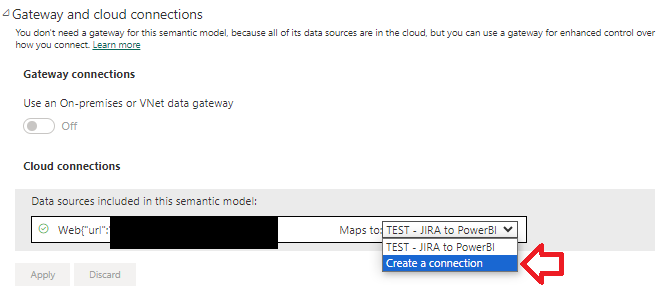 Gateway and cloud connections
You don't need a gateway for this semantic model, because all of its data sources are in the cloud, but you can use a gateway for enhanced control over
how you connect. Learn more
Gateway connections
Use an On-premises or VNet data gateway
Off
Cloud connections
Data sources included in this semantic model:
Web{"url":" Maps to: TEST - JIRA to PowerBI
TEST - JIRA to PowerBI
Create a connection
Apply Discard